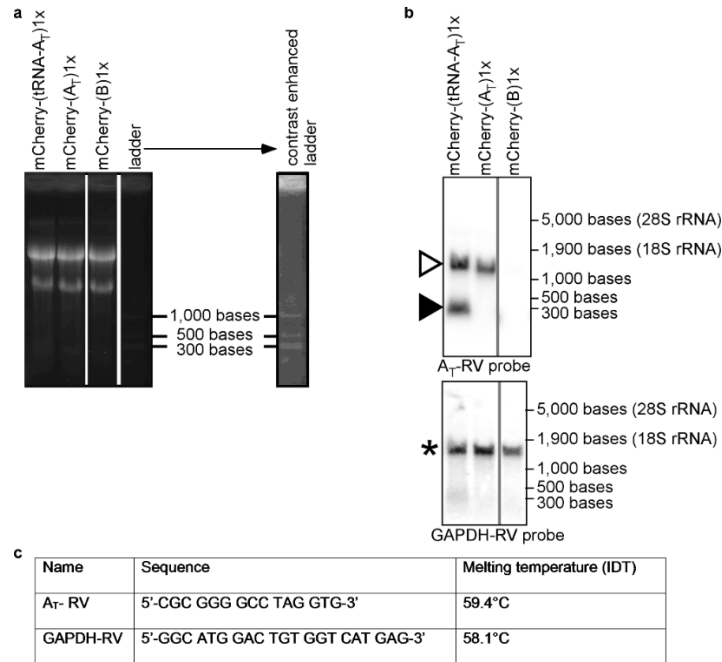 a
mCherry-(tRNA-AT)1x
mCherry-(AT)1x
mCherry-(B)1x
ladder
contrast enhanced
ladder
1,000 bases
500 bases
300 bases
b
mCherry-(tRNA-AT)1x
mCherry-(AT)1x
mCherry-(B)1x
5,000 bases (28S rRNA)
1,900 bases (18S rRNA)
1,000 bases
500 bases
300 bases
AT-RV probe
*
5,000 bases (28S rRNA)
1,900 bases (18S rRNA)
1,000 bases
500 bases
300 bases
GAPDH-RV probe
c
Name Sequence Melting temperature (IDT)
AT- RV 5'-CGC GGG GCC TAG GTG-3' 59.4°C
GAPDH-RV 5'-GGC ATG GAC TGT GGT CAT GAG-3' 58.1°C